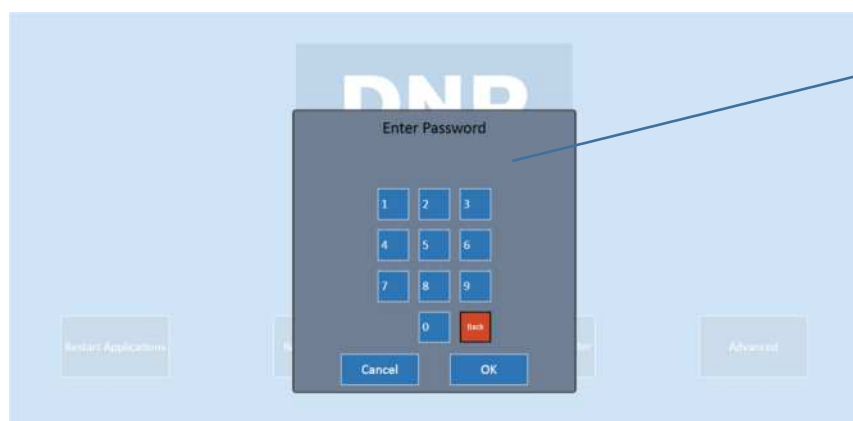 DNP
Enter Password
1 2 3
4 5 6
7 8 9
0 Back
Restart Applications
Advanced
Cancel OK